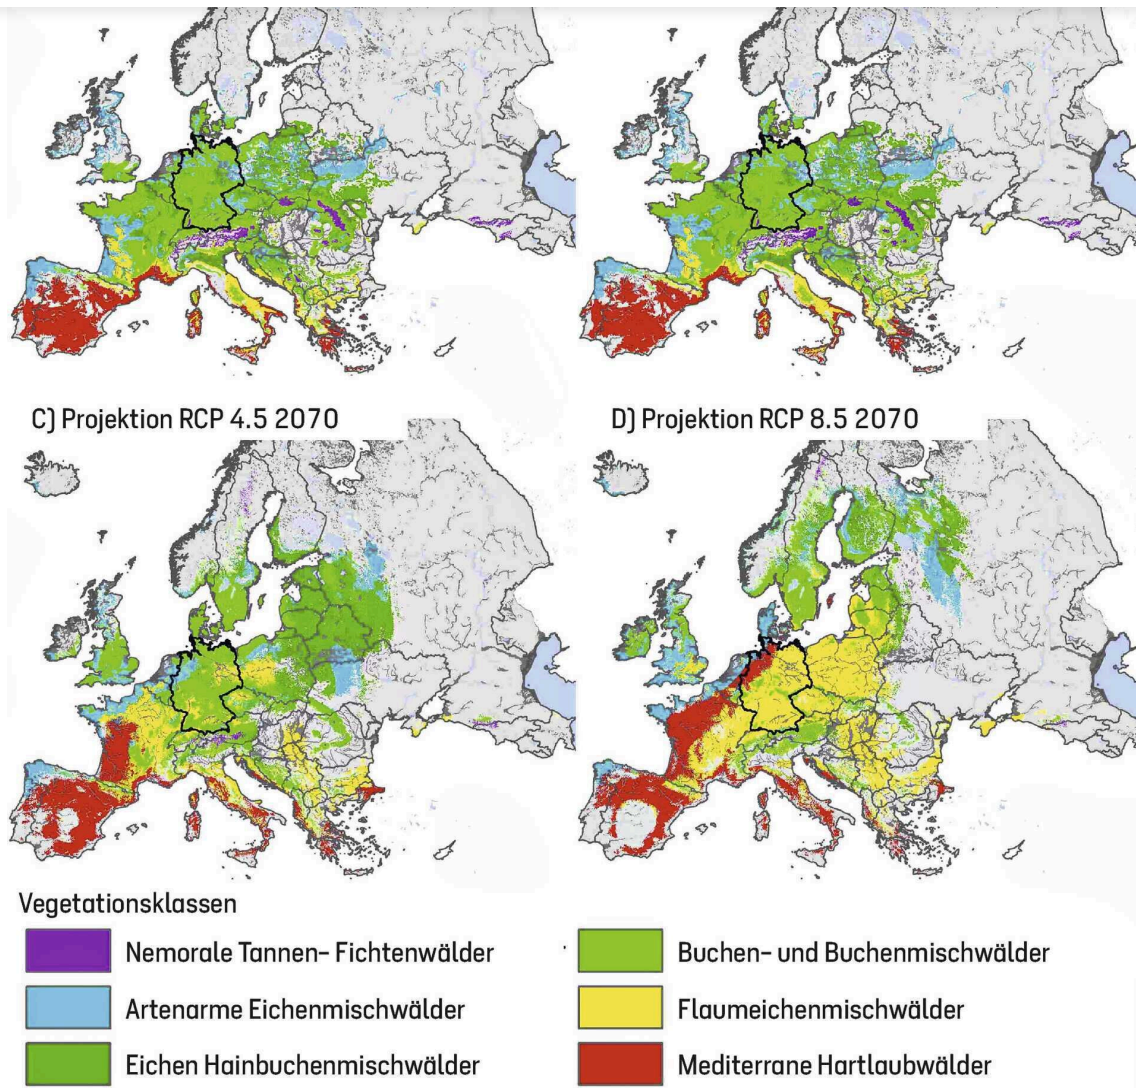 C) Projektion RCP 4.5 2070
D) Projektion RCP 8.5 2070
Vegetationsklassen
Nemorale Tannen- Fichtenwälder
Buchen- und Buchenmischwälder
Artenarme Eichenmischwälder
Flaumeichenmischwälder
Eichen Hainbuchenmischwälder
Mediterrane Hartlaubwälder